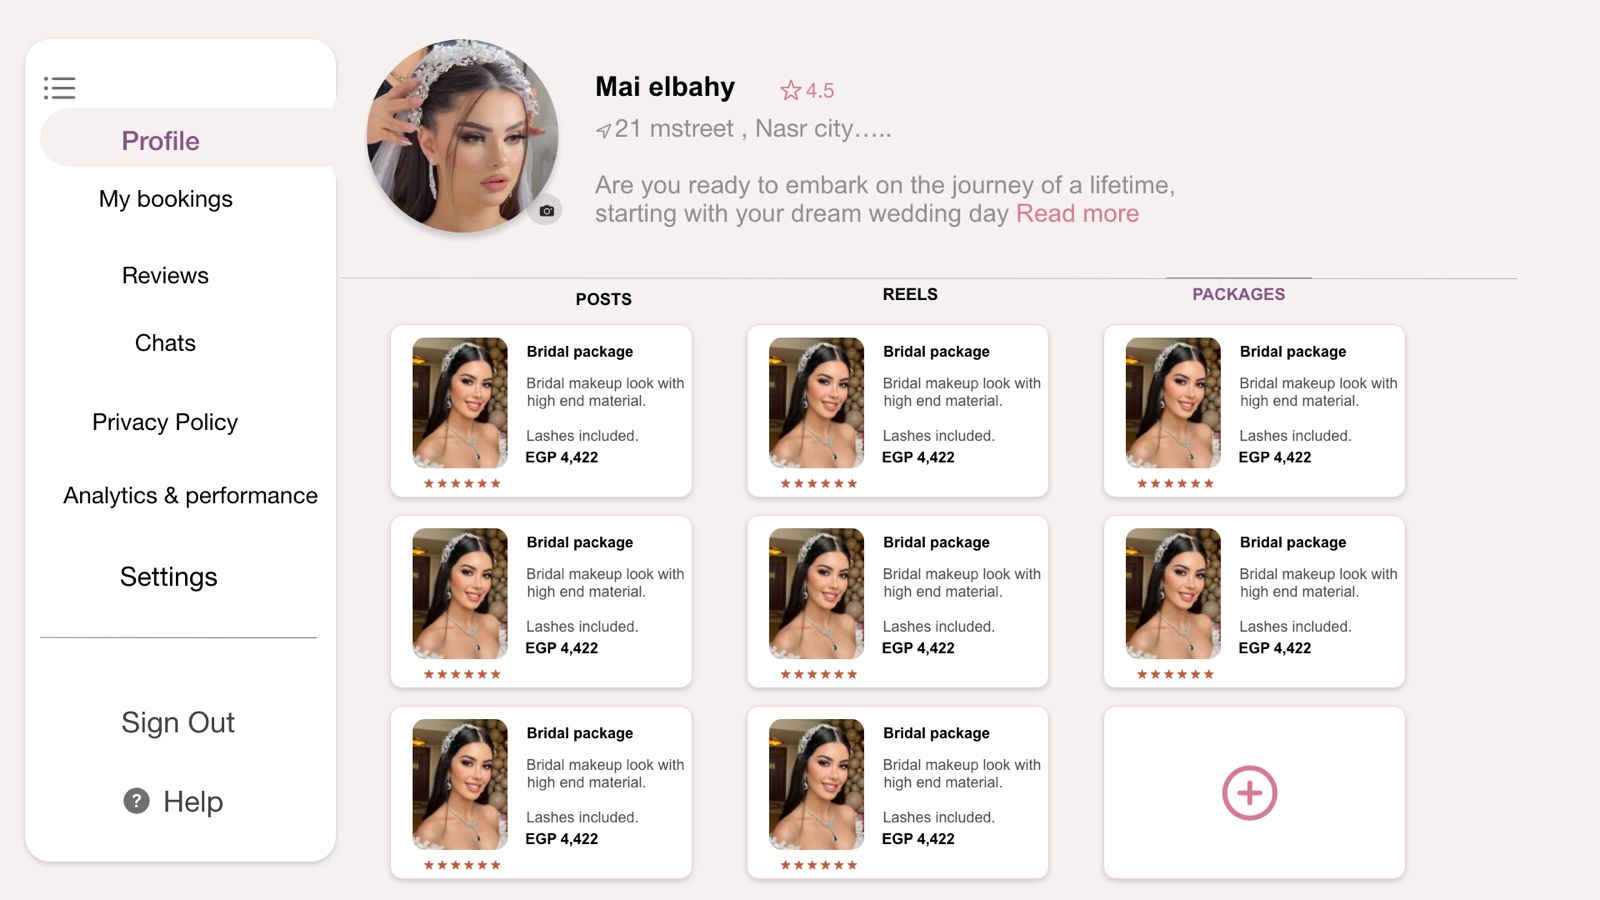 Profile
My bookings
Reviews
Chats
Privacy Policy
Analytics & performance
Settings
Sign Out
? Help
Mai elbahy
4.5
21 mstreet , Nasr city.....
Are you ready to embark on the journey of a lifetime,
starting with your dream wedding day Read more
POSTS
REELS
PACKAGES
Bridal package
Bridal makeup look with
high end material.
Lashes included.
EGP 4,422
Bridal package
Bridal makeup look with
high end material.
Lashes included.
EGP 4,422
Bridal package
Bridal makeup look with
high end material.
Lashes included.
EGP 4,422
Bridal package
Bridal makeup look with
high end material.
Lashes included.
EGP 4,422
Bridal package
Bridal makeup look with
high end material.
Lashes included.
EGP 4,422
Bridal package
Bridal makeup look with
high end material.
Lashes included.
EGP 4,422
Bridal package
Bridal makeup look with
high end material.
Lashes included.
EGP 4,422
Bridal package
Bridal makeup look with
high end material.
Lashes included.
EGP 4,422